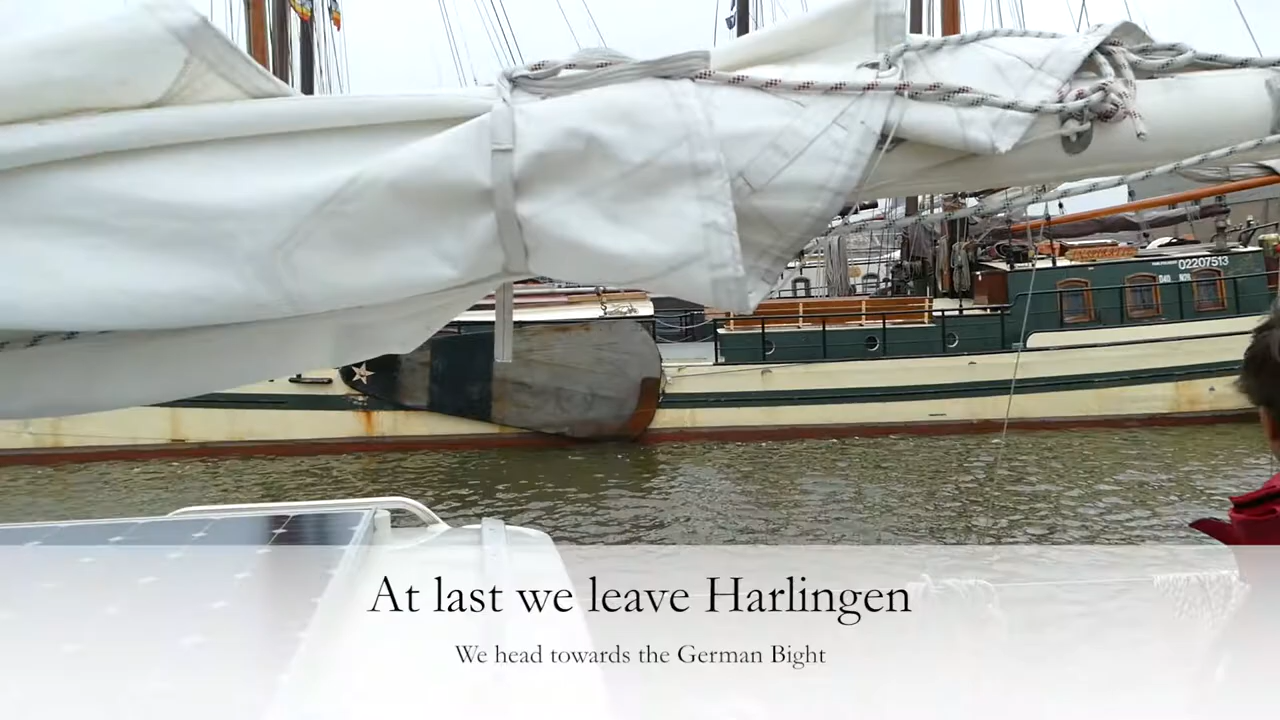 02207513
At last we leave Harlingen
We head towards the German Bight